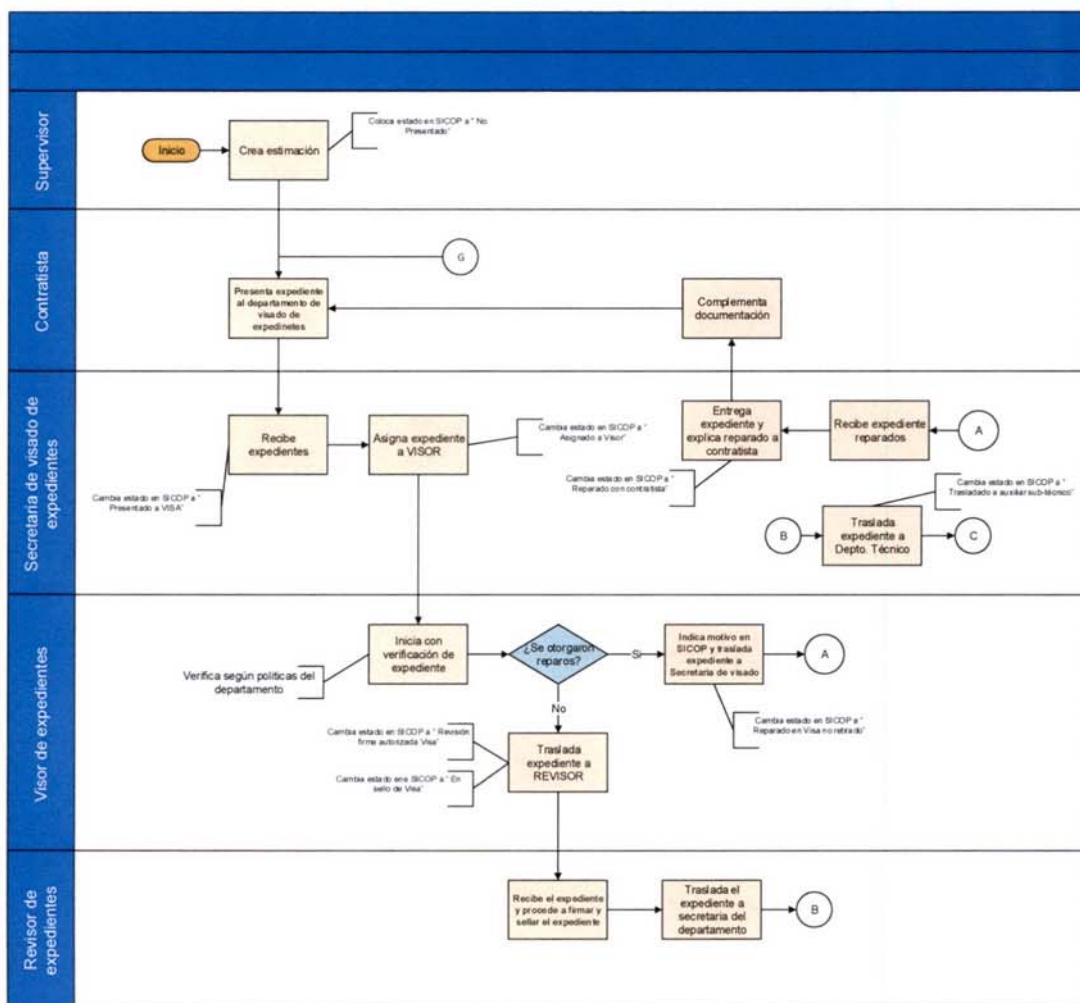 Supervisor
Inicio
Crea estimación
Coloca estado en SICOP a " No
Presentado"
Contratista
G
Presenta expediente
al departamento de
visado de
expedinetes
Complementa
documentación
Secretaria de visado de
expedientes
Recibe
expedientes
Cambia estado en SICOP a "
Presentado a VISA"
Asigna expediente
a VISOR
Cambia estado en SICOP a "
Asignado a Visor"
Entrega
expediente y
explica reparado a
contratista
Cambia estado en SICOP a "
Reparado con contratista"
Recibe expediente
reparados
A
Cambia estado en SICOP a "
Trasladado a auxiliar sub-técnico"
B
Traslada
expediente a
Depto. Técnico
C
Visor de expedientes
Inicia con
verificación de
expediente
Verifica según políticas del
departamento
¿Se otorgaron
reparos?
Si
Indica motivo en
SICOP y traslada
expediente a
Secretaria de visado
A
Cambia estado en SICOP a "
Reparado en Visa no retirado"
No
Cambia estado en SICOP a " Revisión
firma autorizada Visa"
Traslada
expediente a
REVISOR
Cambia estado ene SICOP a " En
sello de Visa"
Revisor de
expedientes
Recibe el expediente
y procede a firmar y
sellar el expediente
Traslada el
expediente a
secretaria del
departamento
B